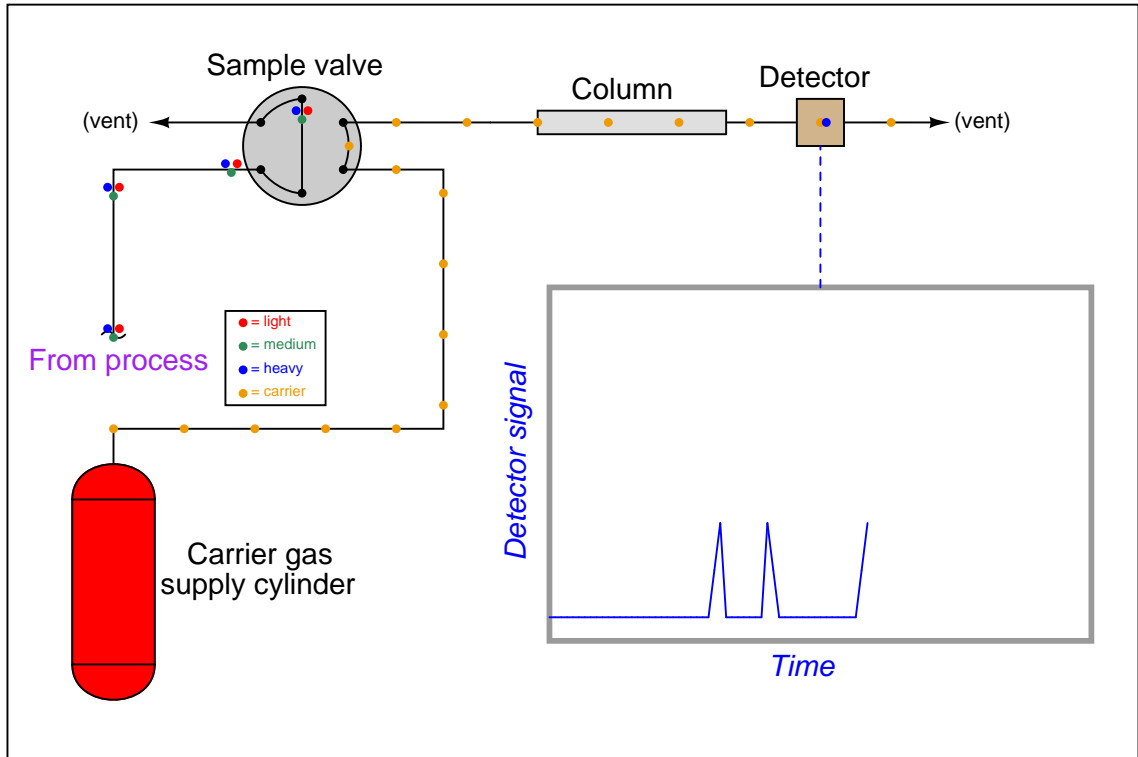 Sample valve
Column
Detector
(vent)
(vent)
= light
= medium
= heavy
= carrier
From process
Detector signal
Carrier gas
supply cylinder
Time